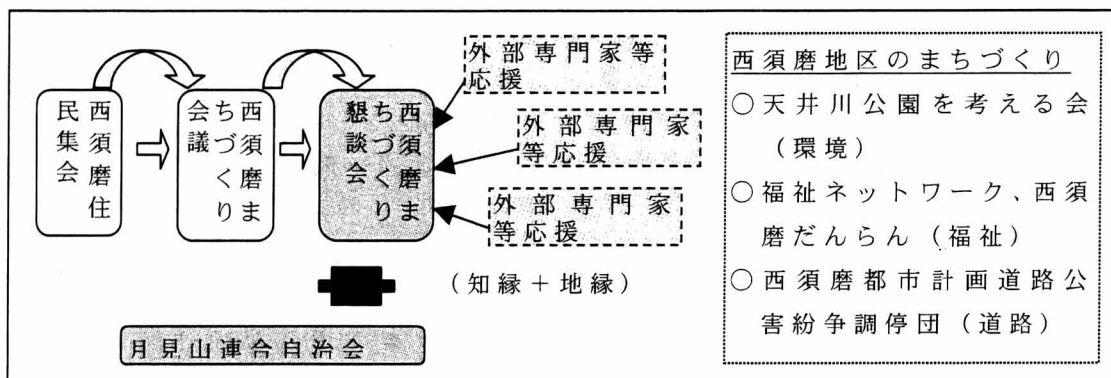 西須磨住
民集会
西須磨ま
ちづくり
会議
西須磨ま
ちづくり
懇談会
外部専門家等
応援
外部専門家
等応援
外部専門家
等応援
(知縁+地縁)
月見山連合自治会
西須磨地区のまちづくり
○天井川公園を考える会
(環境)
○福祉ネットワーク、西須
磨だんらん(福祉)
○西須磨都市計画道路公
害紛争調停団(道路)